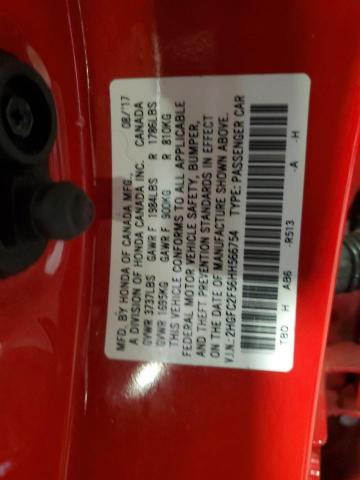 MFD. BY HONDA OF CANADA MFG. 08/'17
A DIVISION OF HONDA CANADA INC. CANADA
GVWR 3737LBS GAWR F 1984LBS R 1786LBS
GVWR 1695KG GAWR F 900KG R 810KG
THIS VEHICLE CONFORMS TO ALL APPLICABLE
FEDERAL MOTOR VEHICLE SAFETY, BUMPER,
AND THEFT PREVENTION STANDARDS IN EFFECT
ON THE DATE OF MANUFACTURE SHOWN ABOVE.
V.I.N.: 2HGFC2F56HH566754 TYPE: PASSENGER CAR
TBO H AB6 -R513 -A -H